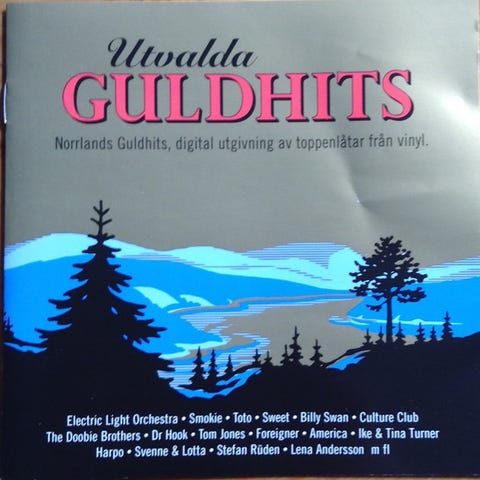 Utvalda
GULDHITS
Norrlands Guldhits, digital utgivning av toppenlåtar från vinyl.
Electric Light Orchestra • Smokie • Toto • Sweet • Billy Swan • Culture Club
The Doobie Brothers • Dr Hook • Tom Jones • Foreigner • America • Ike & Tina Turner
Harpo • Svenne & Lotta • Stefan Rüden • Lena Andersson m fl